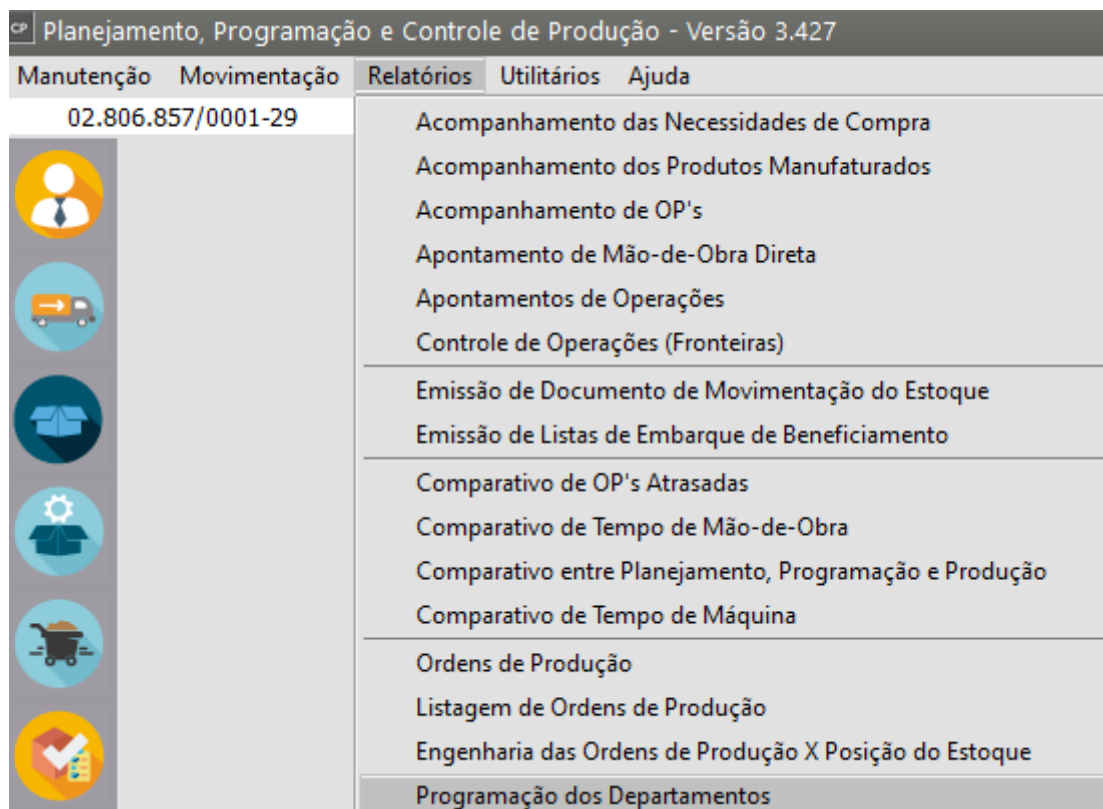 CP Planejamento, Programação e Controle de Produção - Versão 3.427
Manutenção Movimentação Relatórios Utilitários Ajuda
02.806.857/0001-29
Acompanhamento das Necessidades de Compra
Acompanhamento dos Produtos Manufaturados
Acompanhamento de OP's
Apontamento de Mão-de-Obra Direta
Apontamentos de Operações
Controle de Operações (Fronteiras)
Emissão de Documento de Movimentação do Estoque
Emissão de Listas de Embarque de Beneficiamento
Comparativo de OP's Atrasadas
Comparativo de Tempo de Mão-de-Obra
Comparativo entre Planejamento, Programação e Produção
Comparativo de Tempo de Máquina
Ordens de Produção
Listagem de Ordens de Produção
Engenharia das Ordens de Produção X Posição do Estoque
Programação dos Departamentos